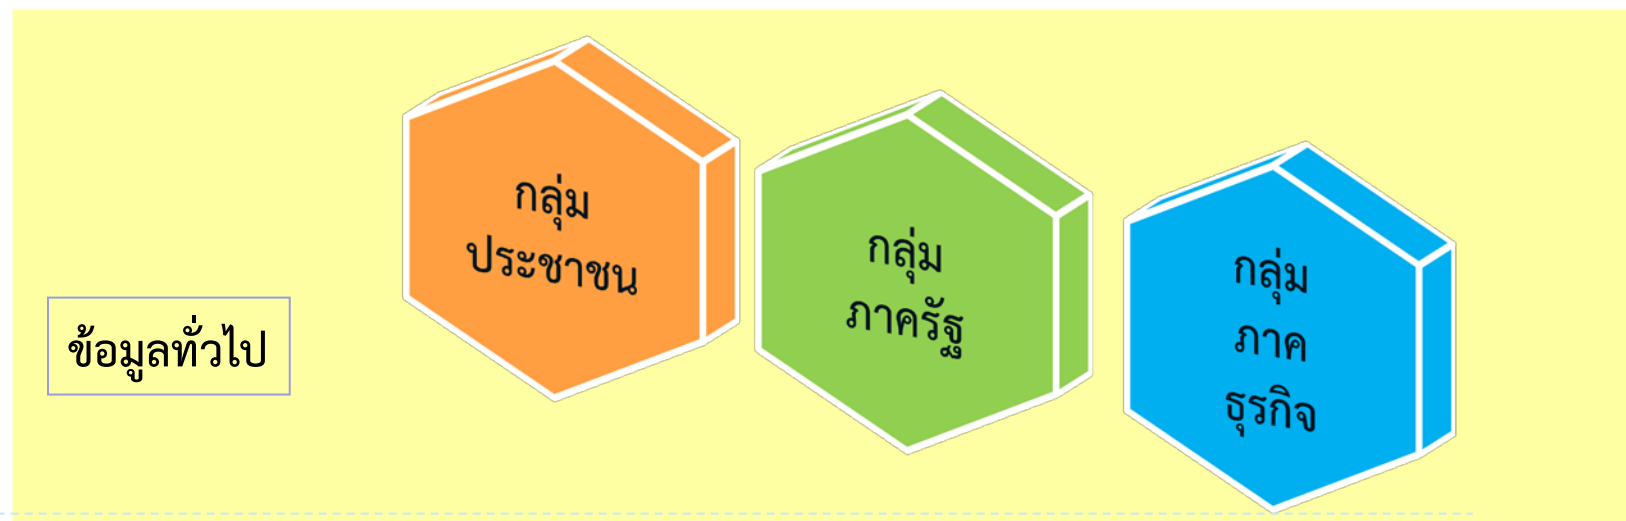 กลุ่ม
ประชาชน
กลุ่ม
ภาครัฐ
กลุ่ม
ภาค
ธุรกิจ
ข้อมูลทั่วไป